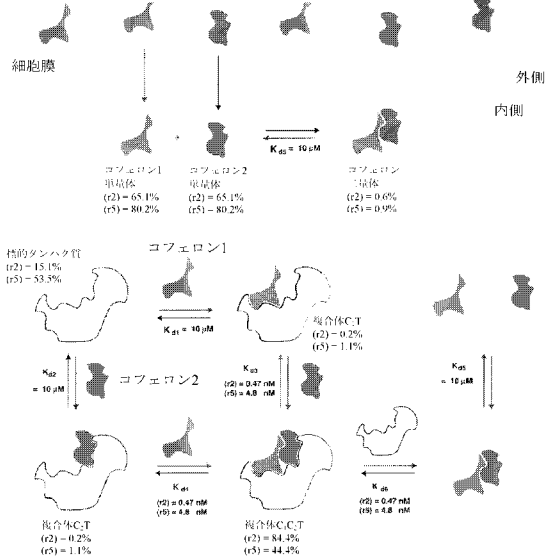 細胞膜
外側
内側
Kd5 ≈ 10 µM
コフェロン1
単量体
(r2) = 65.1%
(r5) = 80.2%
コフェロン2
単量体
(r2) = 65.1%
(r5) = 80.2%
コフェロン
二量体
(r2) = 0.6%
(r5) = 0.9%
標的タンパク質
(r2) = 15.1%
(r5) = 53.5%
コフェロン1
Kd1 ≈ 10 µM
複合体C1T
(r2) = 0.2%
(r5) = 1.1%
Kd2
≈ 10 µM
コフェロン2
Kd3
(r2) ≈ 0.47 nM
(r5) ≈ 4.8 nM
Kd5
≈ 10 µM
Kd4
(r2) ≈ 0.47 nM
(r5) ≈ 4.8 nM
Kd6
(r2) ≈ 0.47 nM
(r5) ≈ 4.8 nM
複合体C2T
(r2) = 0.2%
(r5) = 1.1%
複合体C1C2T
(r2) = 84.4%
(r5) = 44.4%